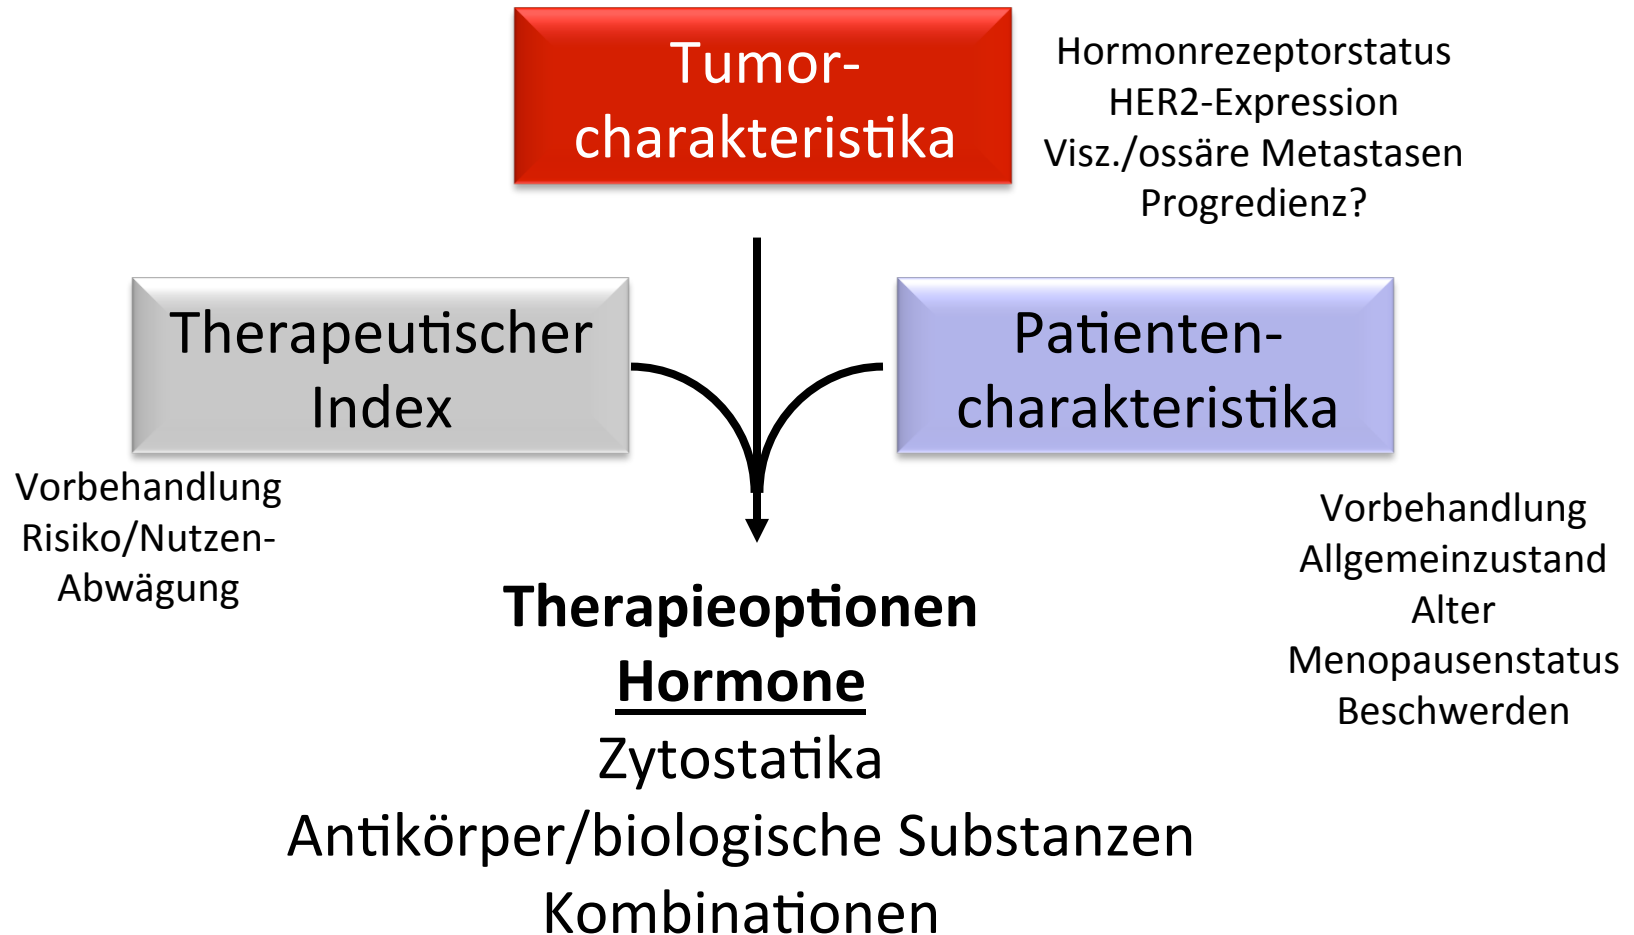 Tumor-
charakteristika
Hormonrezeptorstatus
HER2-Expression
Visz./ossäre Metastasen
Progredienz?
Therapeutischer
Index
Patienten-
charakteristika
Vorbehandlung
Risiko/Nutzen-
Abwägung
Vorbehandlung
Allgemeinzustand
Alter
Menopausenstatus
Beschwerden
Therapieoptionen
Hormone
Zytostatika
Antikörper/biologische Substanzen
Kombinationen